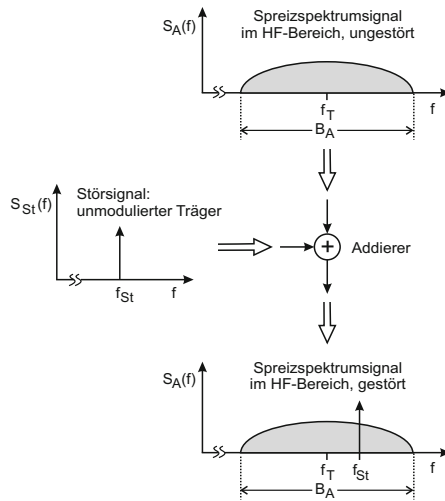 S_A(f)
Spreizspektrumsignal
im HF-Bereich, ungestört
f_T
f
B_A
S_St(f)
Störsignal:
unmodulierter Träger
f_St
f
+
Addierer
S_A(f)
Spreizspektrumsignal
im HF-Bereich, gestört
f_T
f_St
f
B_A